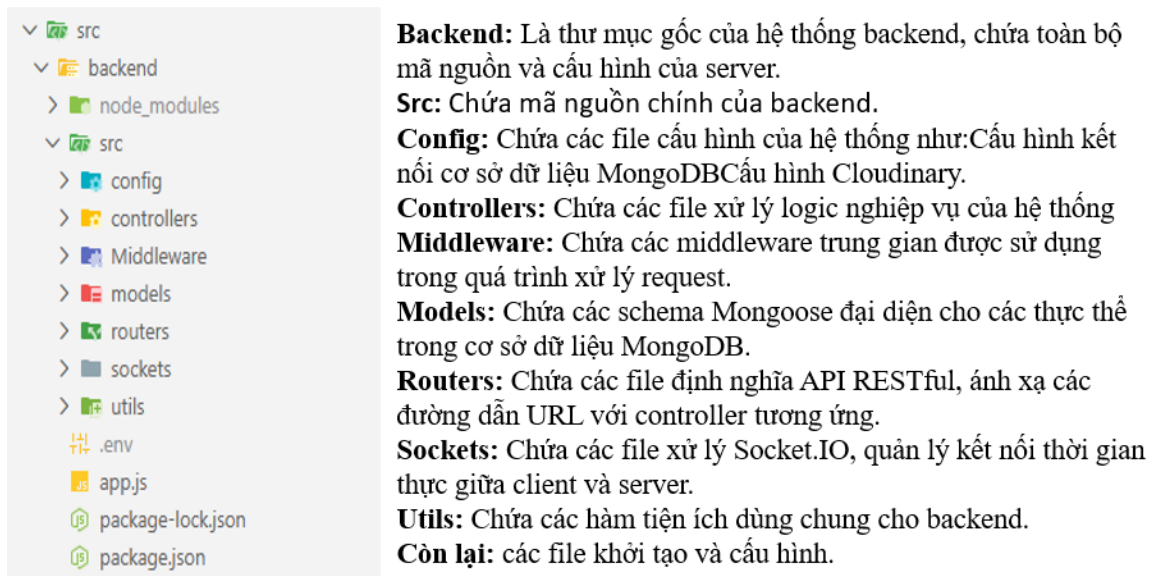 src
backend
node_modules
src
config
controllers
Middleware
models
routers
sockets
utils
.env
app.js
package-lock.json
package.json
Backend: Là thư mục gốc của hệ thống backend, chứa toàn bộ
mã nguồn và cấu hình của server.
Src: Chứa mã nguồn chính của backend.
Config: Chứa các file cấu hình của hệ thống như:Cấu hình kết
nối cơ sở dữ liệu MongoDBCấu hình Cloudinary.
Controllers: Chứa các file xử lý logic nghiệp vụ của hệ thống
Middleware: Chứa các middleware trung gian được sử dụng
trong quá trình xử lý request.
Models: Chứa các schema Mongoose đại diện cho các thực thể
trong cơ sở dữ liệu MongoDB.
Routers: Chứa các file định nghĩa API RESTful, ánh xạ các
đường dẫn URL với controller tương ứng.
Sockets: Chứa các file xử lý Socket.IO, quản lý kết nối thời gian
thực giữa client và server.
Utils: Chứa các hàm tiện ích dùng chung cho backend.
Còn lại: các file khởi tạo và cấu hình.